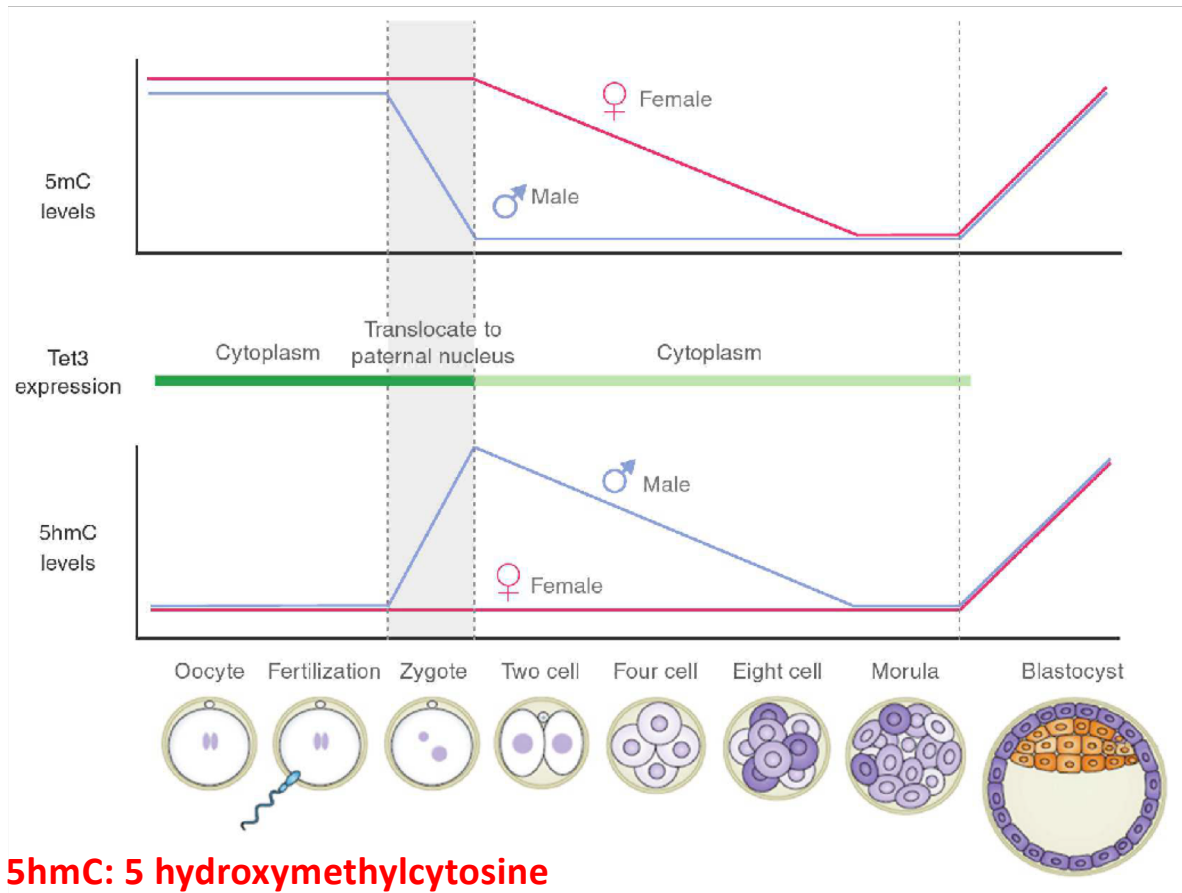 ♀ Female
5mC
levels
♂ Male
Translocate to
paternal nucleus
Cytoplasm
Cytoplasm
Tet3
expression
♂ Male
5hmC
levels
♀ Female
Oocyte Fertilization Zygote Two cell Four cell Eight cell Morula Blastocyst
5hmC: 5 hydroxymethylcytosine